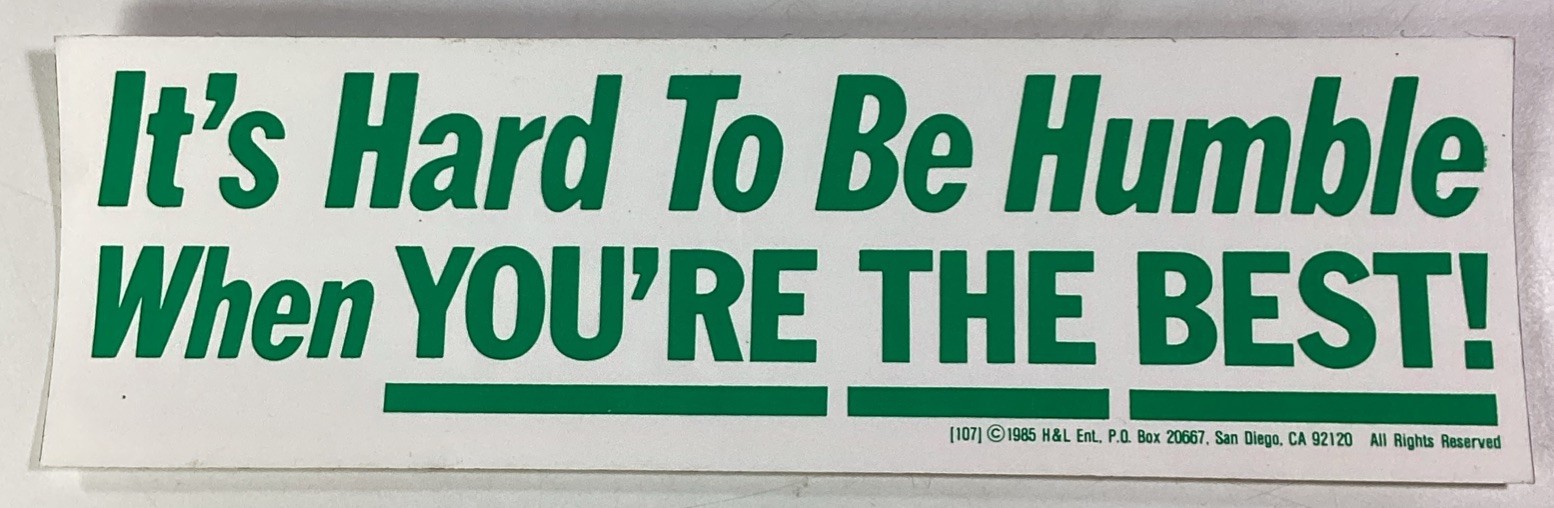 It's Hard To Be Humble
When YOU'RE THE BEST!
[107] ©1985 H&L Ent., P.O. Box 20667, San Diego, CA 92120 All Rights Reserved